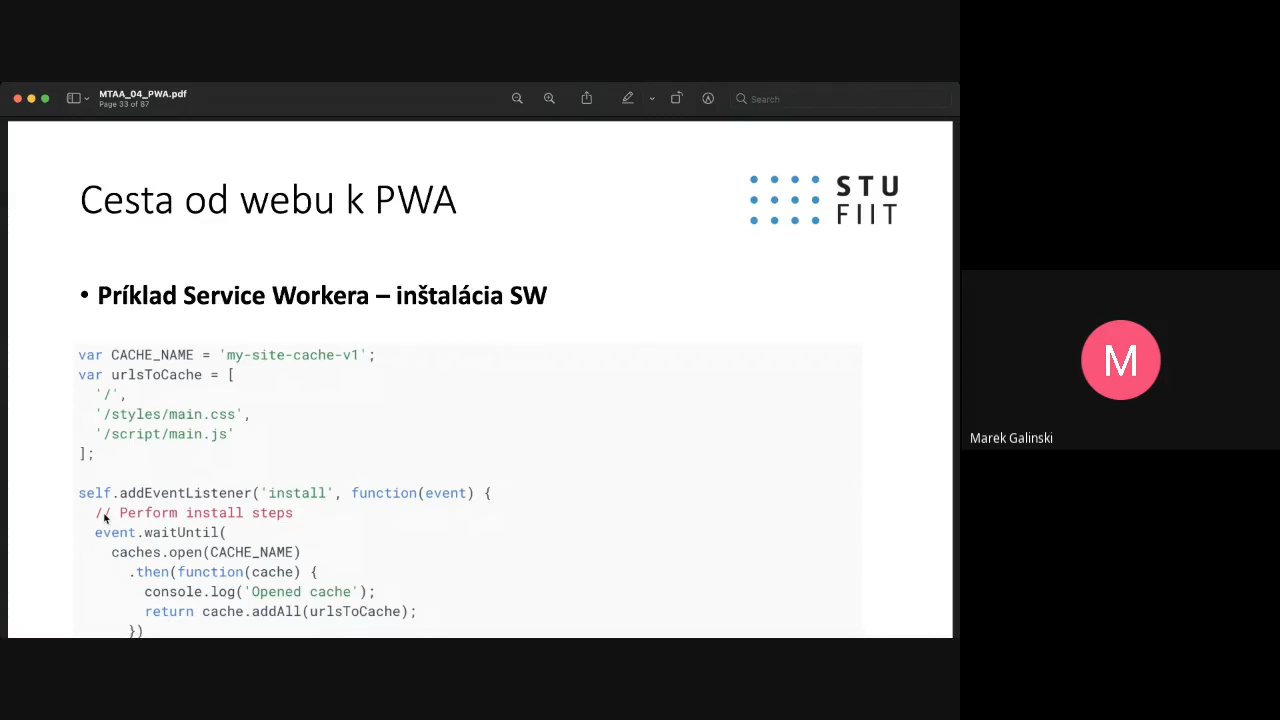 MTAA_04_PWA.pdf
Page 33 of 87
Search
Cesta od webu k PWA
STU
FIIT
• Príklad Service Workera – inštalácia SW
var CACHE_NAME = 'my-site-cache-v1';
var urlsToCache = [
'/',
'/styles/main.css',
'/script/main.js'
];
self.addEventListener('install', function(event) {
// Perform install steps
event.waitUntil(
caches.open(CACHE_NAME)
.then(function(cache) {
console.log('Opened cache');
return cache.addAll(urlsToCache);
})
M
Marek Galinski